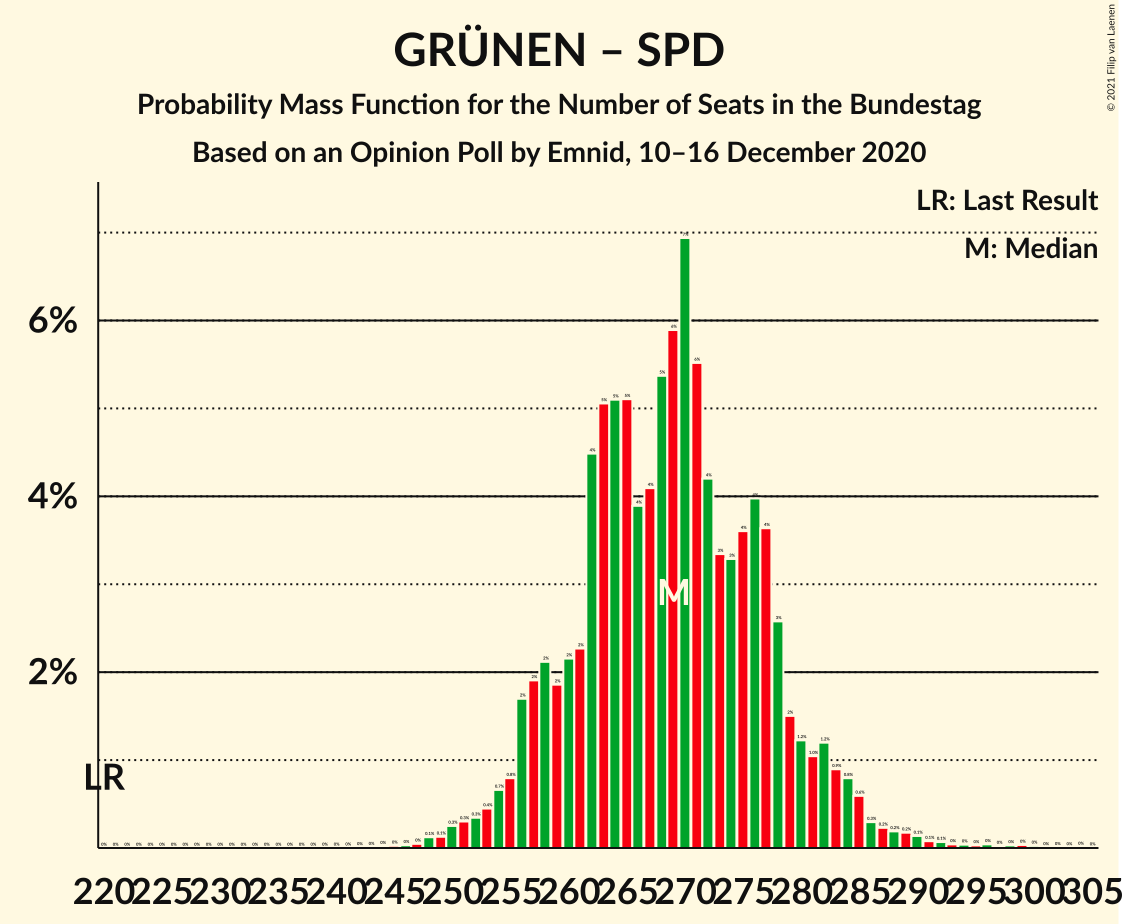 GRÜNEN – SPD
Probability Mass Function for the Number of Seats in the Bundestag
Based on an Opinion Poll by Emnid, 10–16 December 2020
© 2021 Filip van Laenen
LR: Last Result
M: Median
6%
4%
2%
LR
M
220 225 230 235 240 245 250 255 260 265 270 275 280 285 290 295 300 305